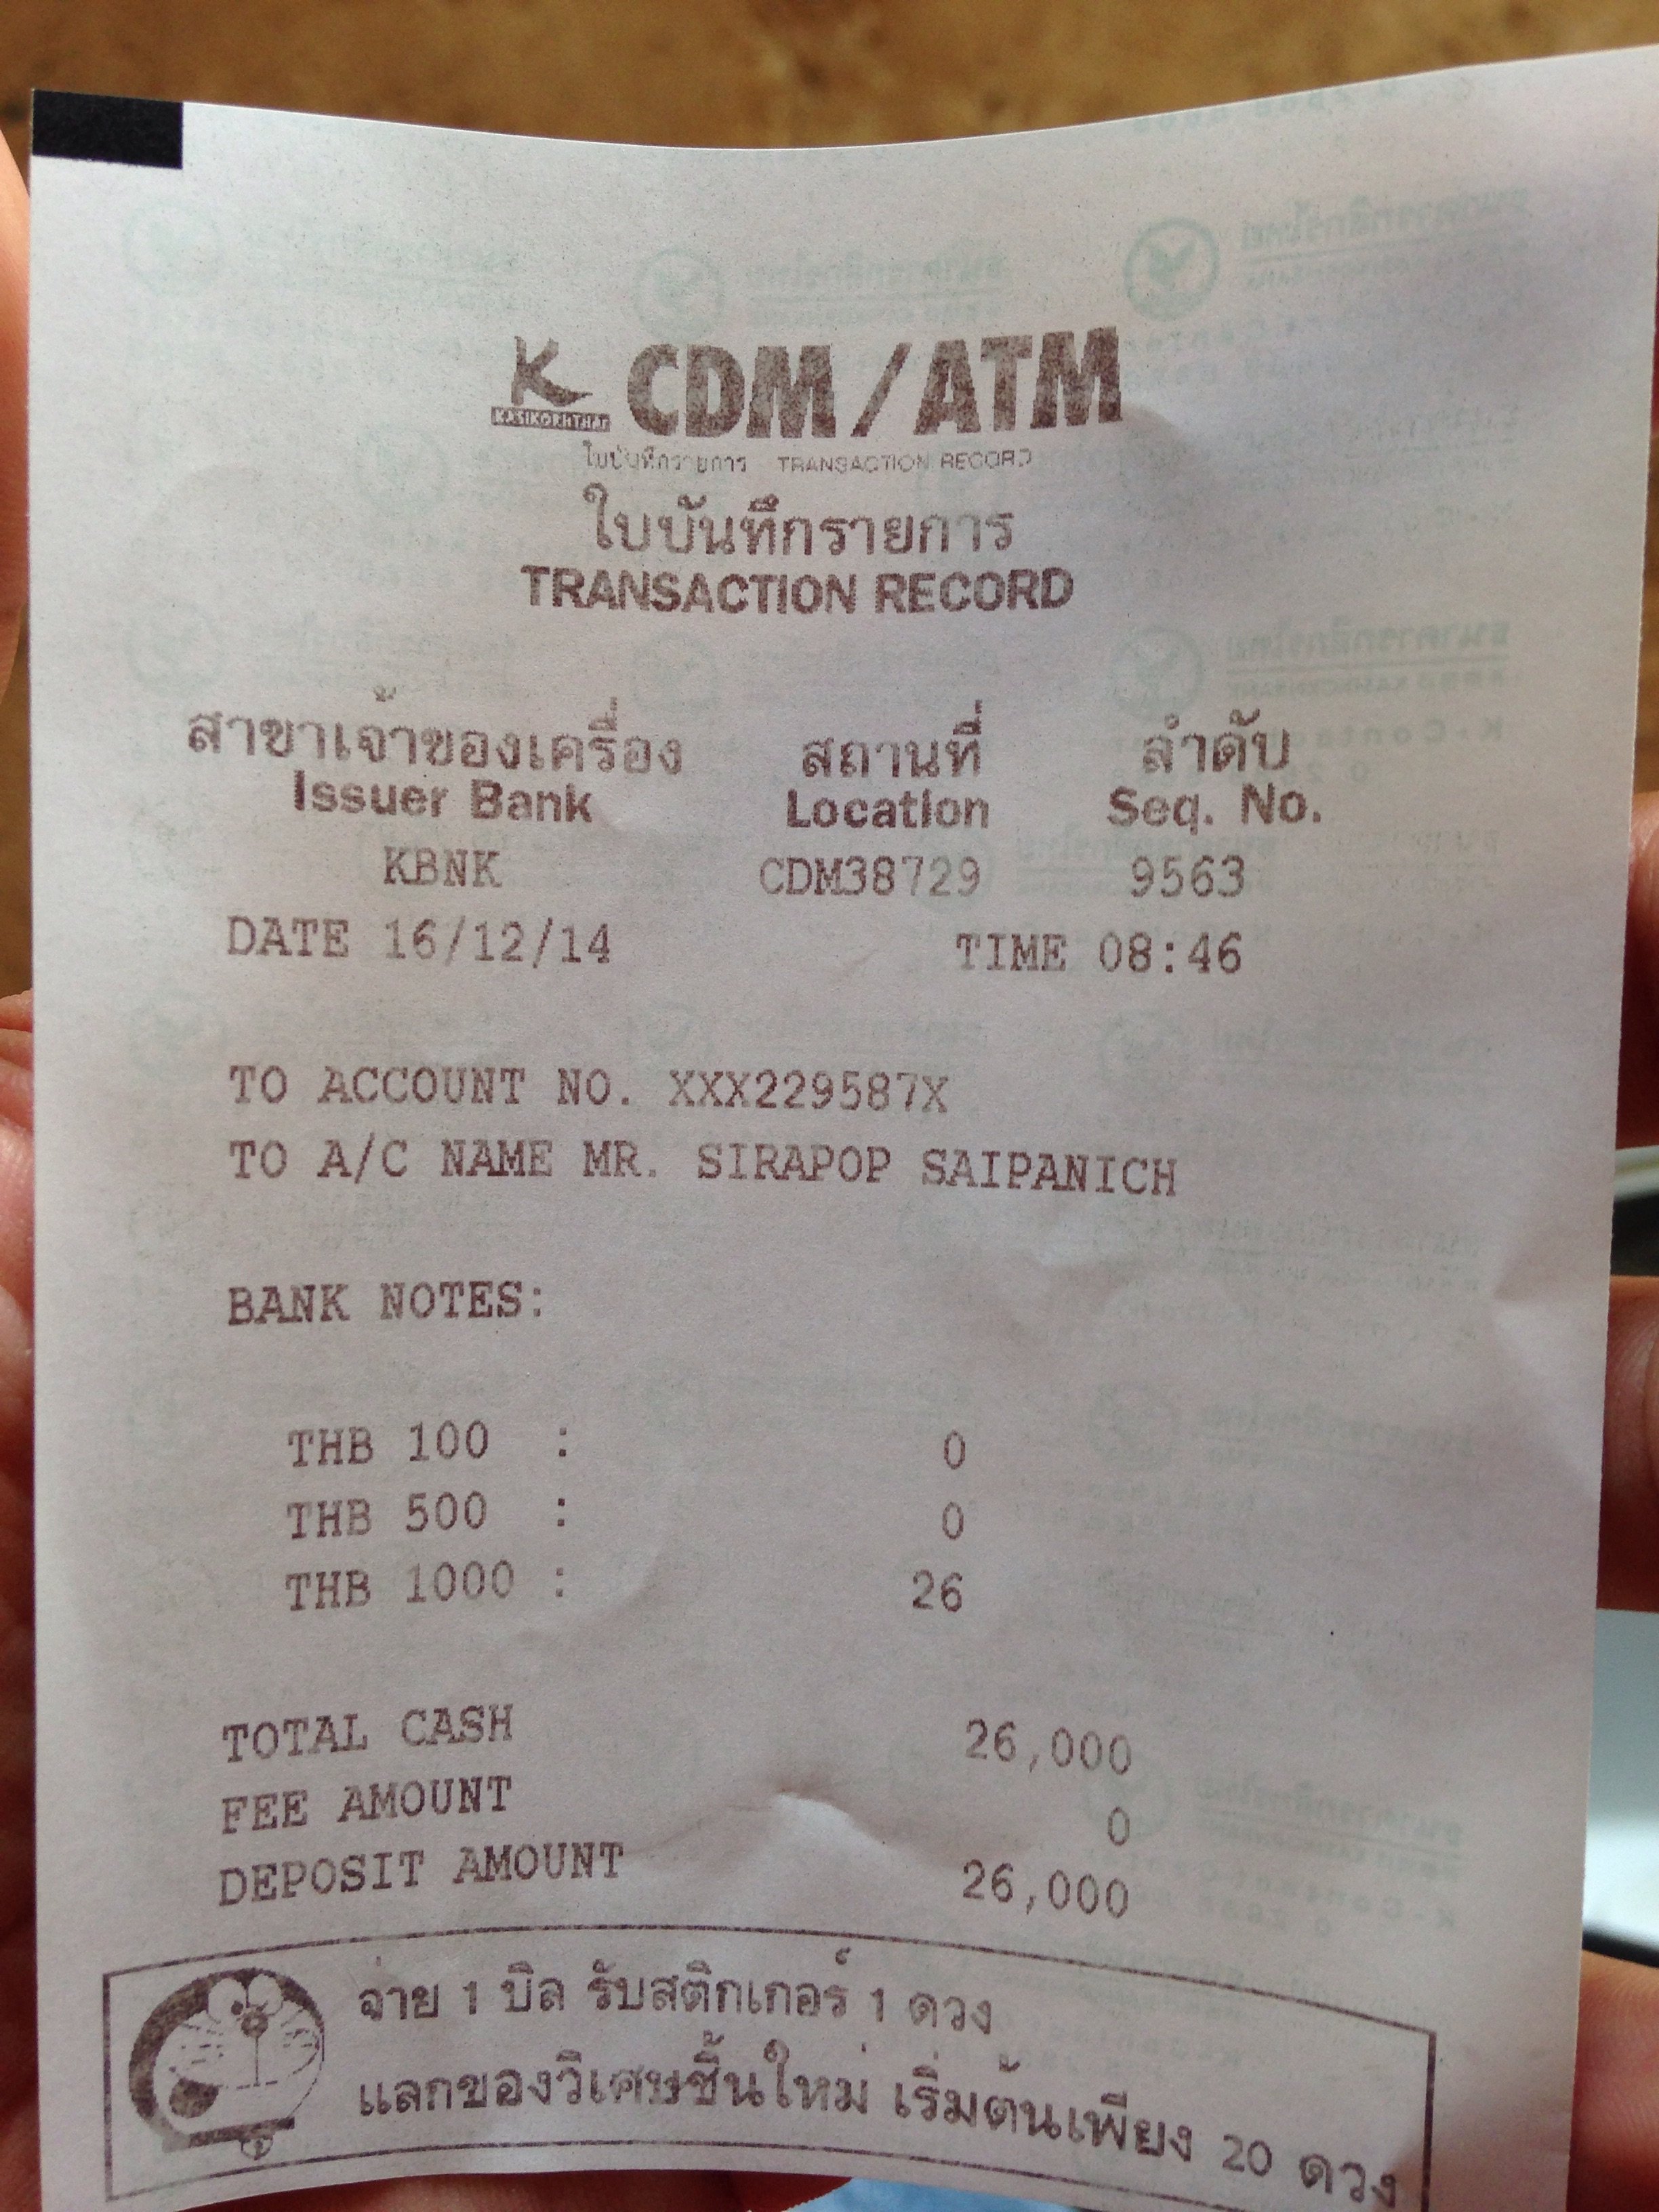 K CDM/ATM
KASIKORNTHAI
ใบบันทึกรายการ TRANSACTION RECORD
ใบบันทึกรายการ
TRANSACTION RECORD
สาขาเจ้าของเครื่อง สถานที่ ลำดับ
Issuer Bank Location Seq. No.
KBNK CDM38729 9563
DATE 16/12/14 TIME 08:46
TO ACCOUNT NO. XXX229587X
TO A/C NAME MR. SIRAPOP SAIPANICH
BANK NOTES:
THB 100 : 0
THB 500 : 0
THB 1000 : 26
TOTAL CASH 26,000
FEE AMOUNT 0
DEPOSIT AMOUNT 26,000
จ่าย 1 บิล รับสติกเกอร์ 1 ดวง
แลกของวิเศษชิ้นใหม่ เริ่มต้นเพียง 20 ดวง